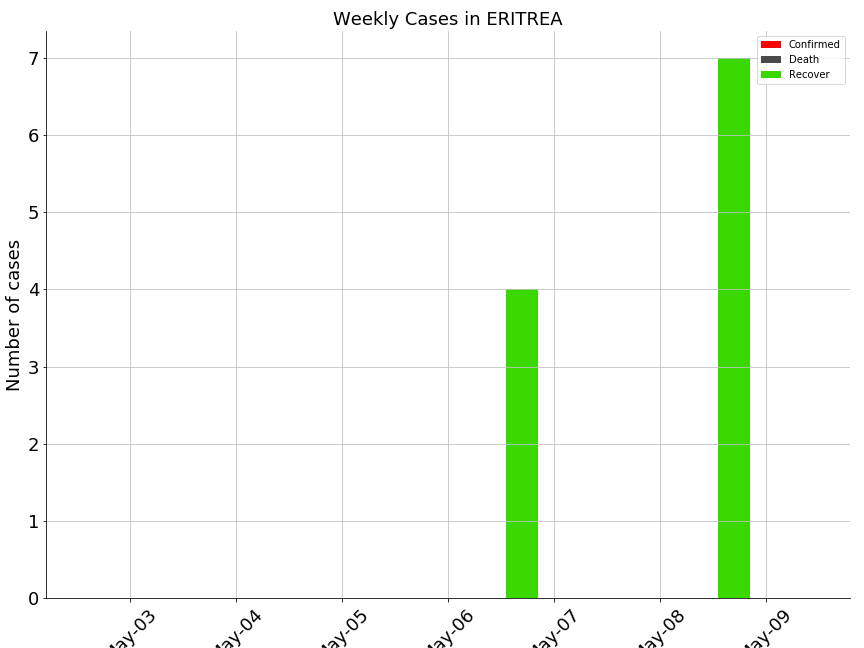 Weekly Cases in ERITREA
Confirmed
Death
Recover
Number of cases
7
6
5
4
3
2
1
0
May-03
May-04
May-05
May-06
May-07
May-08
May-09